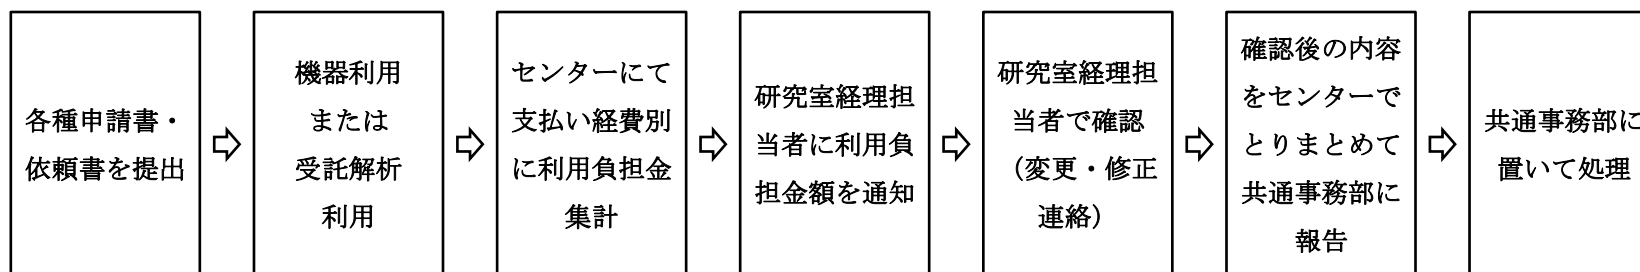 各種申請書・
依頼書を提出
機器利用
または
受託解析
利用
センターにて
支払い経費別
に利用負担金
集計
研究室経理担
当者に利用負
担金額を通知
研究室経理担
当者で確認
（変更・修正
連絡）
確認後の内容
をセンターで
とりまとめて
共通事務部に
報告
共通事務部に
置いて処理